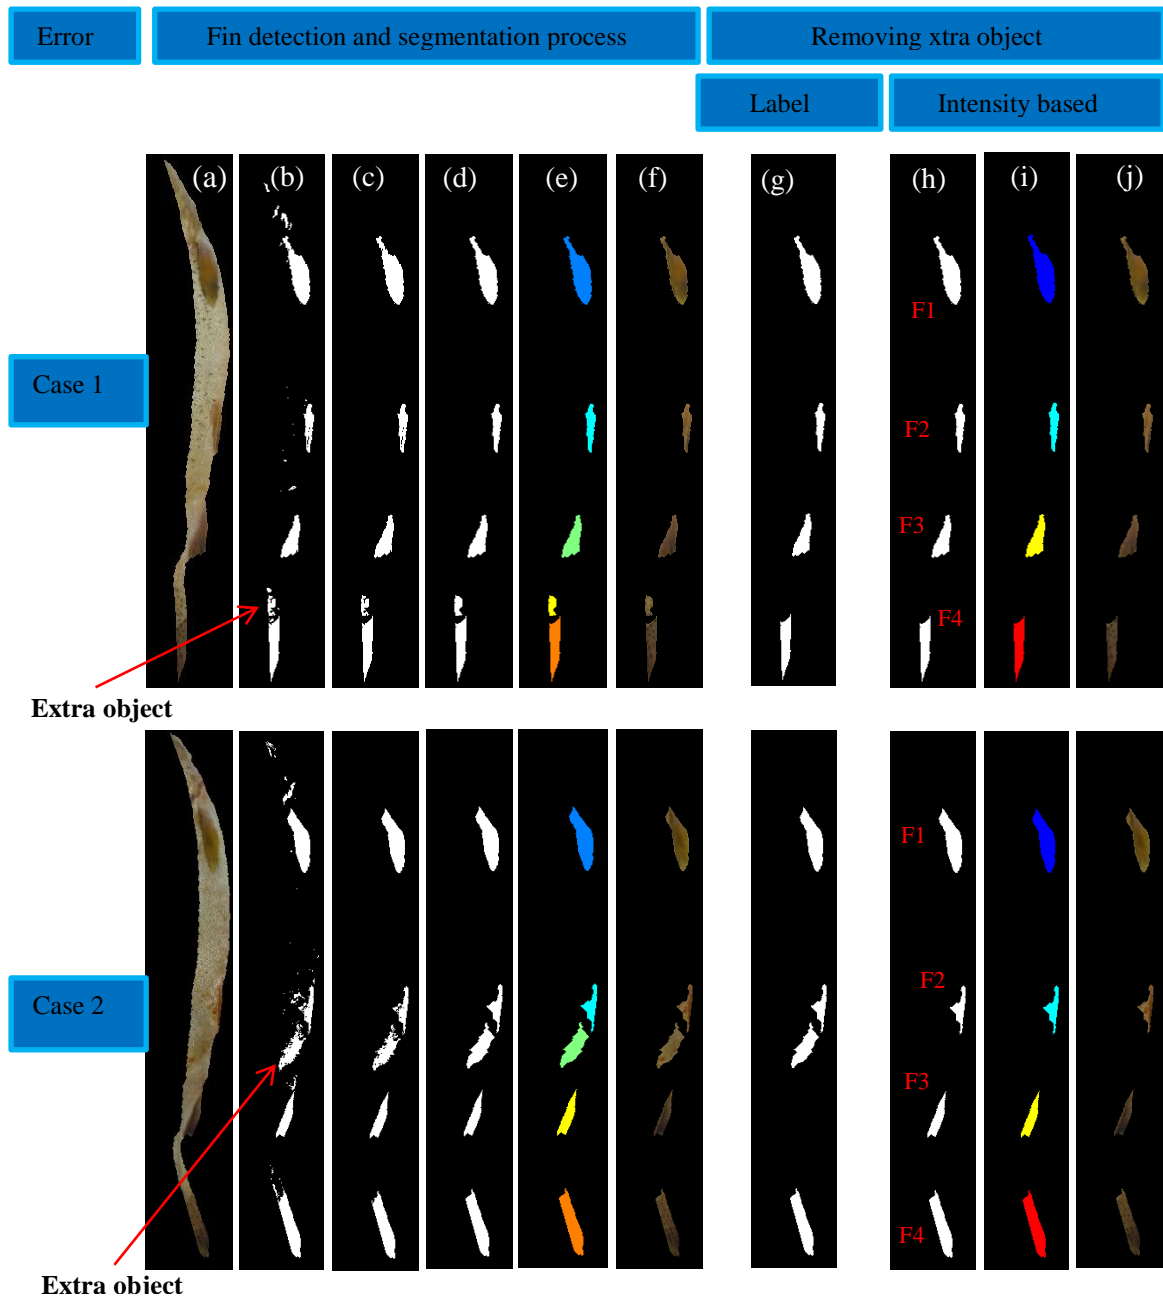 Error
Fin detection and segmentation process
Removing xtra object
Label
Intensity based
(a)
(b)
(c)
(d)
(e)
(f)
(g)
(h)
(i)
(j)
F1
Case 1
F2
F3
F4
Extra object
F1
F2
Case 2
F3
F4
Extra object